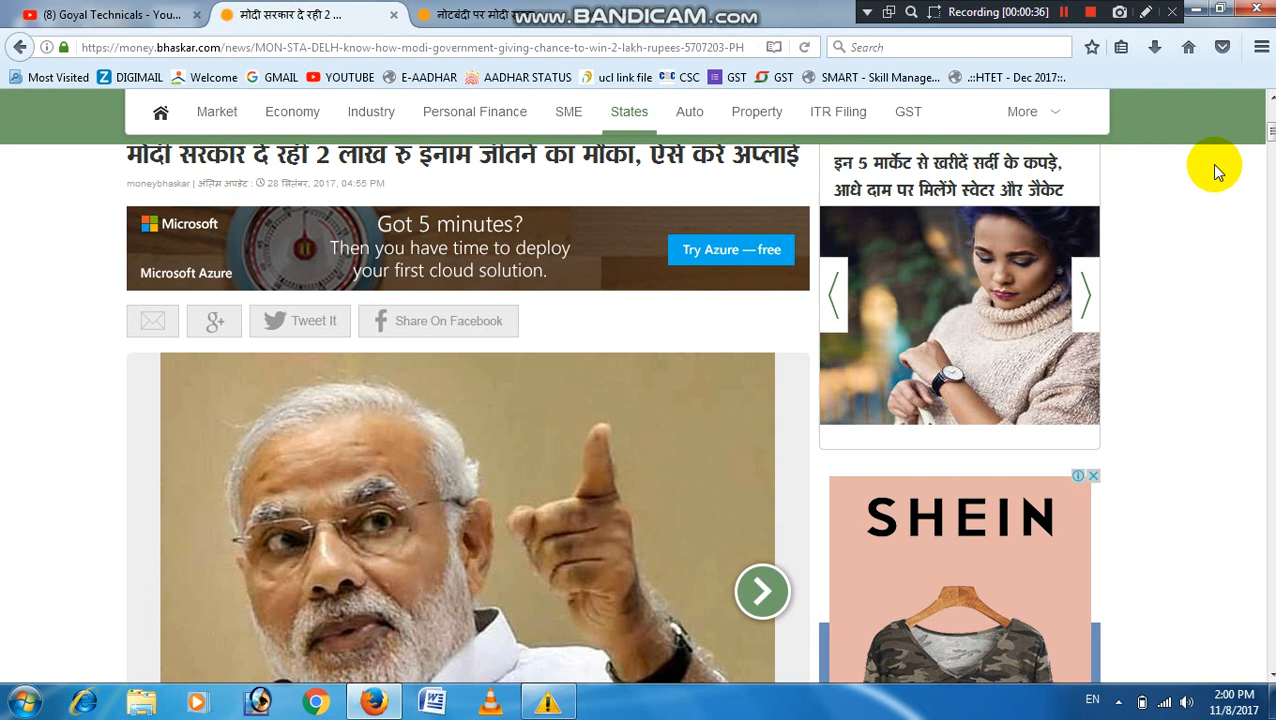 (8) Goyal Technicals - You...
मोदी सरकार दे रही 2 ...
नोटबंदी पर मोदी
www.BANDICAM.com
Recording [00:00:36]
https://money.bhaskar.com/news/MON-STA-DELH-know-how-modi-government-giving-chance-to-win-2-lakh-rupees-5707203-PH
Search
Most Visited
DIGIMAIL
Welcome
GMAIL
YOUTUBE
E-AADHAR
AADHAR STATUS
ucl link file
CSC
GST
GST
SMART - Skill Manage...
.::HTET - Dec 2017::.
Market
Economy
Industry
Personal Finance
SME
States
Auto
Property
ITR Filing
GST
More
मोदी सरकार दे रही 2 लाख रु इनाम जीतने का मौका, ऐसे करें अप्लाई
moneybhaskar | अंतिम अपडेट : 28 सितंबर, 2017, 04:55 PM
Microsoft
Microsoft Azure
Got 5 minutes?
Then you have time to deploy
your first cloud solution.
Try Azure — free
Tweet It
Share On Facebook
इन 5 मार्केट से खरीदें सर्दी के कपड़े,
आधे दाम पर मिलेंगे स्वेटर और जैकेट
SHEIN
EN
2:00 PM
11/8/2017